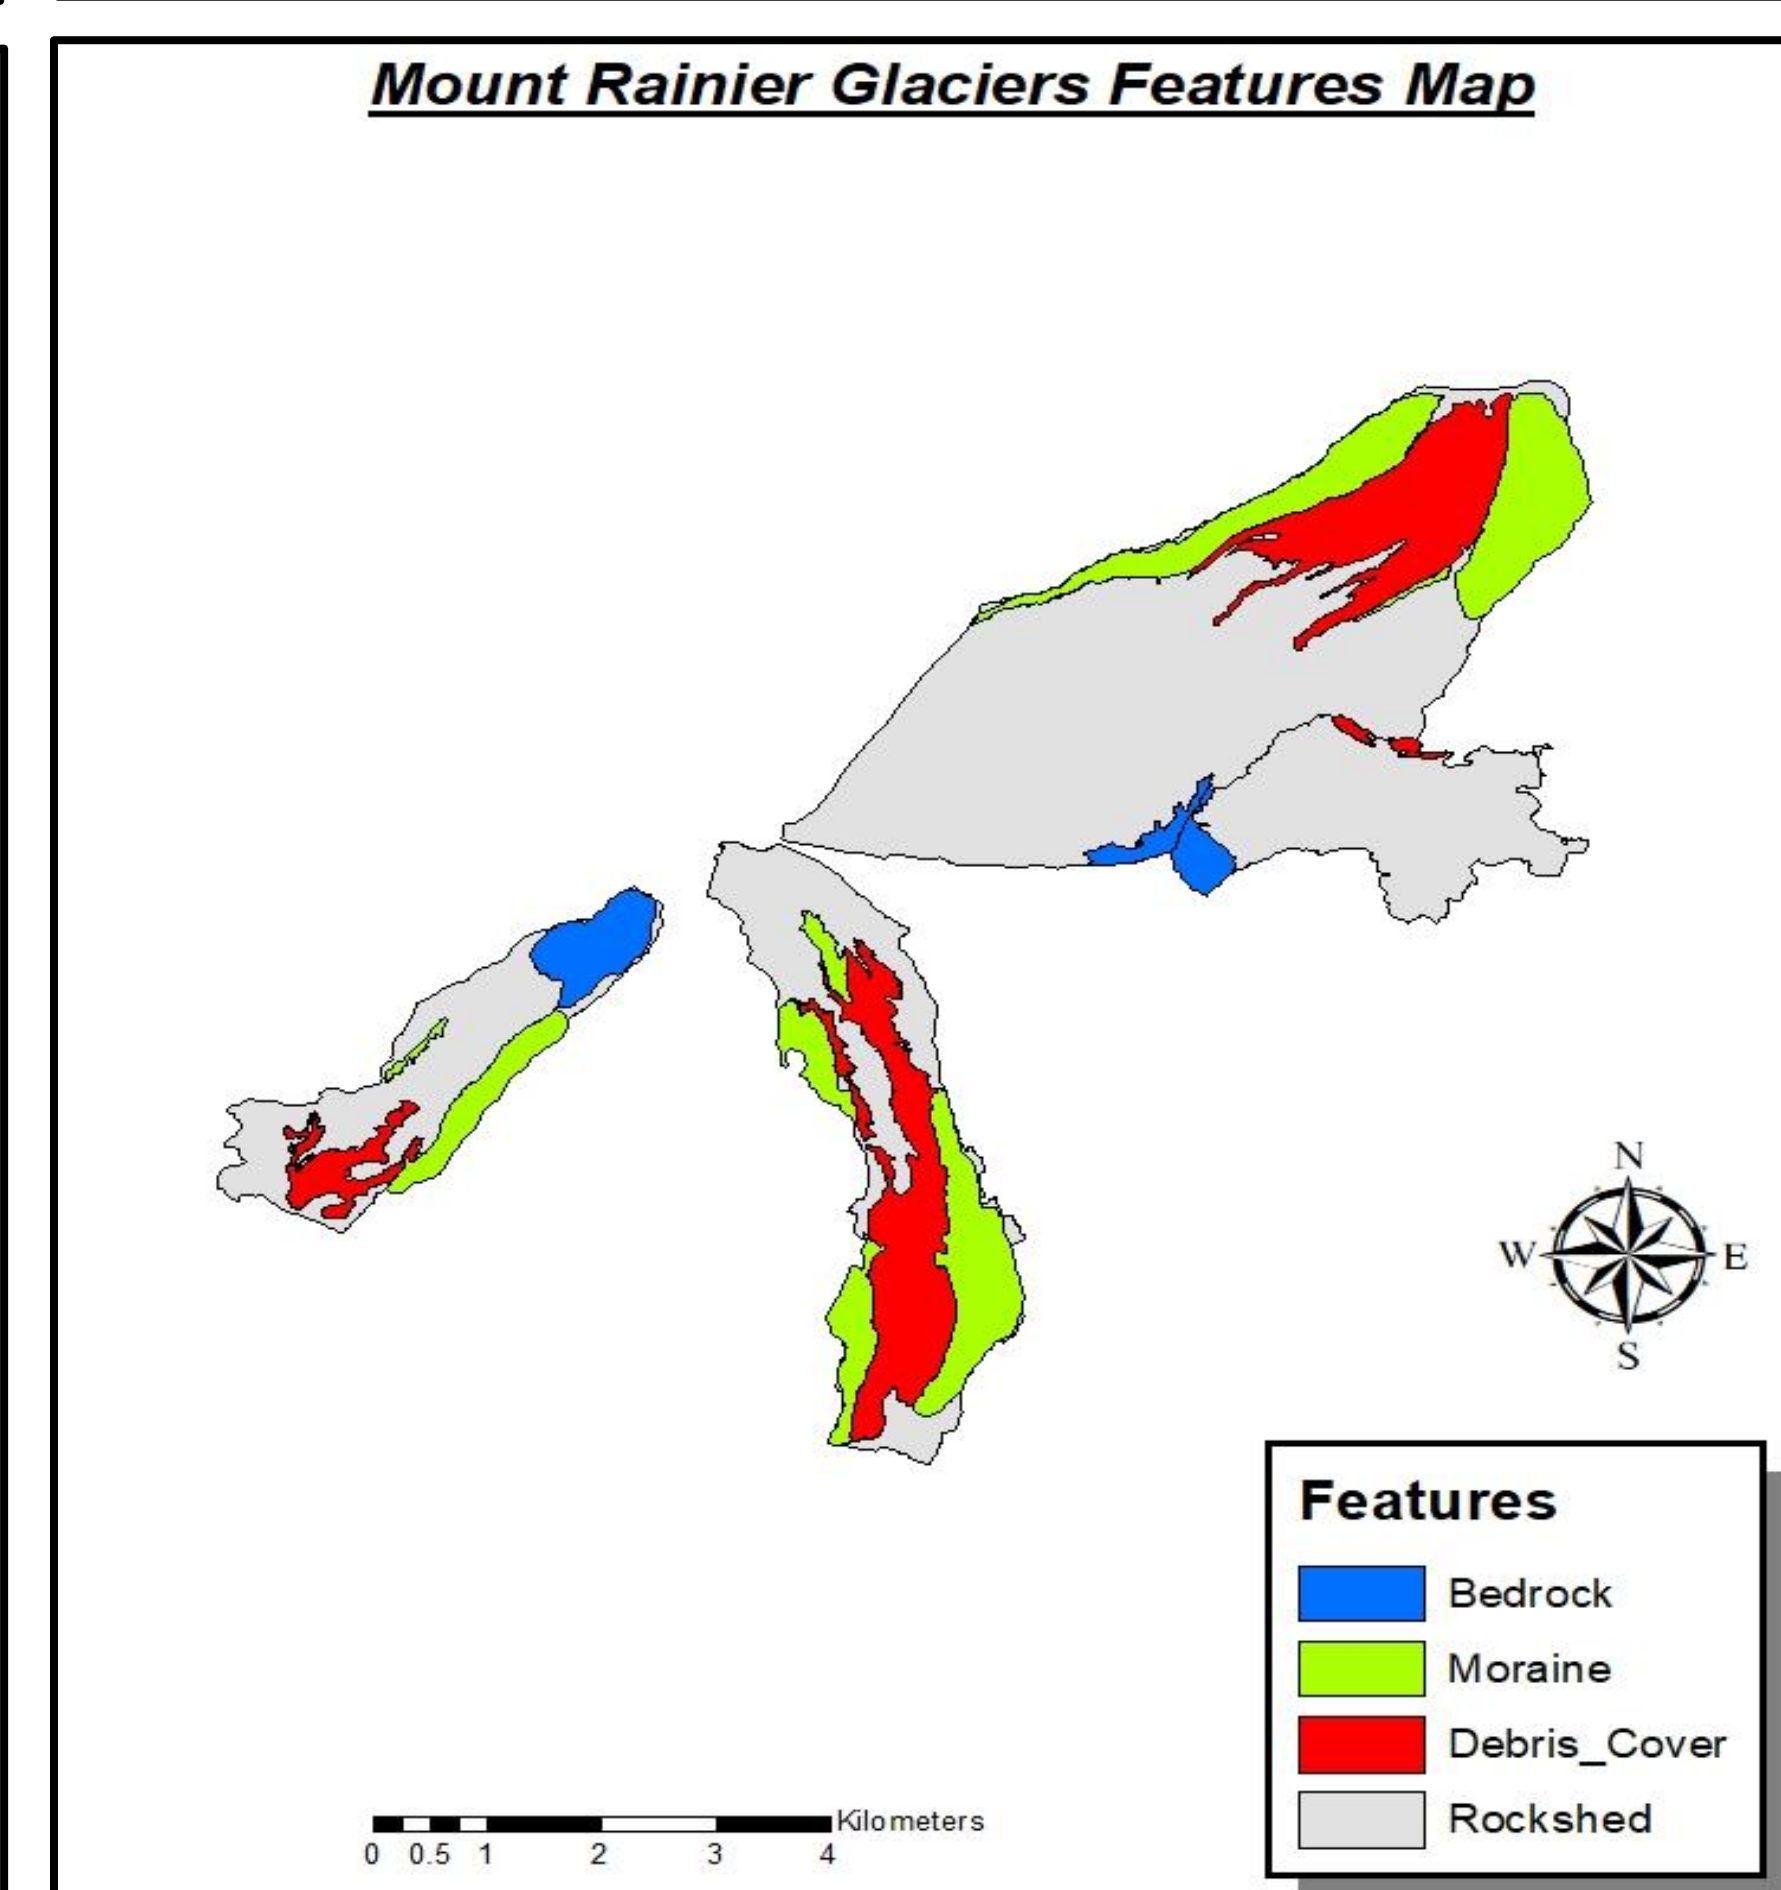 Mount Rainier Glaciers Features Map
N
W E
S
Features
Bedrock
Moraine
Debris_Cover
Rockshed
Kilometers
0 0.5 1 2 3 4